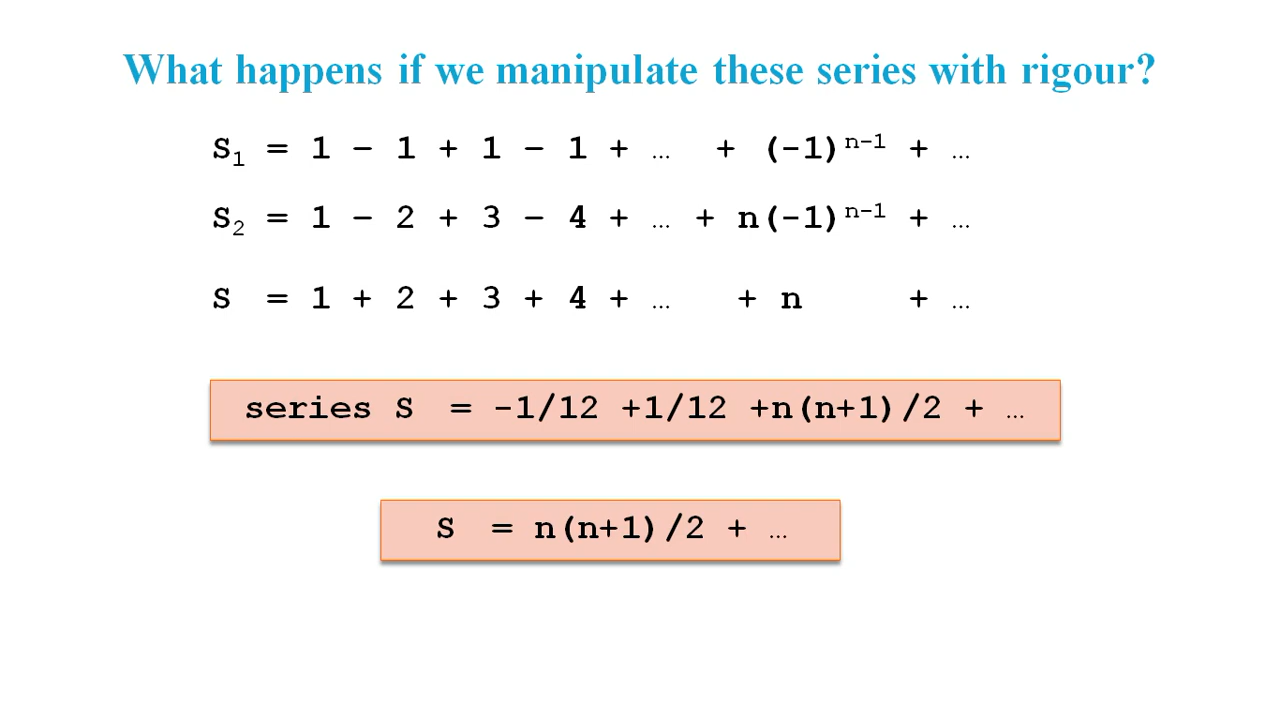 What happens if we manipulate these series with rigour?
S₁ = 1 – 1 + 1 – 1 + … + (-1)ⁿ⁻¹ + …
S₂ = 1 – 2 + 3 – 4 + … + n(-1)ⁿ⁻¹ + …
S = 1 + 2 + 3 + 4 + … + n + …
series S = -1/12 +1/12 +n(n+1)/2 + …
S = n(n+1)/2 + …